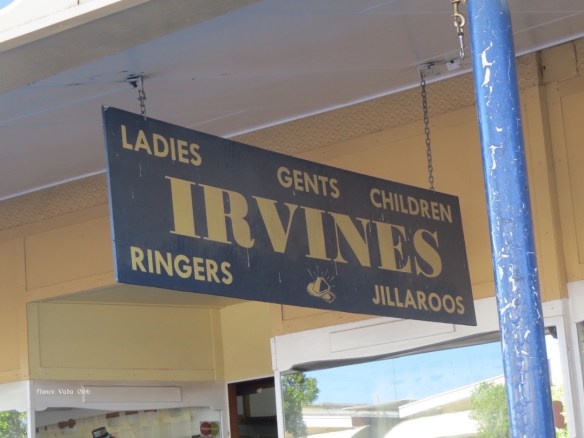 LADIES GENTS CHILDREN
IRVINES
RINGERS JILLAROOS